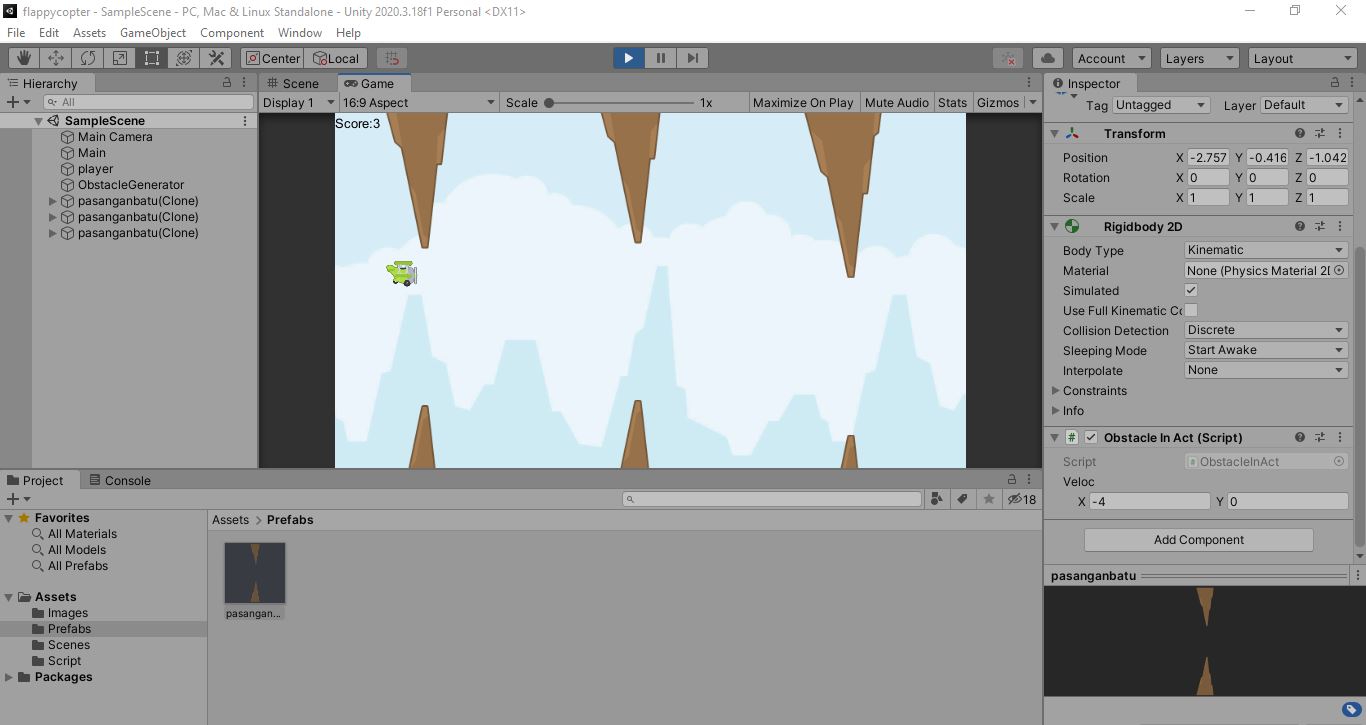 flappycopter - SampleScene - PC, Mac & Linux Standalone - Unity 2020.3.18f1 Personal <DX11>
File Edit Assets GameObject Component Window Help
Center Local Account Layers Layout
Hierarchy
All
SampleScene
Main Camera
Main
player
ObstacleGenerator
pasanganbatu(Clone)
pasanganbatu(Clone)
pasanganbatu(Clone)
Scene Game
Display 1 16:9 Aspect Scale 1x Maximize On Play Mute Audio Stats Gizmos
Score:3
Inspector
Tag Untagged Layer Default
Transform
Position X -2.757 Y -0.416 Z -1.042
Rotation X 0 Y 0 Z 0
Scale X 1 Y 1 Z 1
Rigidbody 2D
Body Type Kinematic
Material None (Physics Material 2D
Simulated
Use Full Kinematic Co
Collision Detection Discrete
Sleeping Mode Start Awake
Interpolate None
Constraints
Info
# Obstacle In Act (Script)
Script ObstacleInAct
Veloc
X -4 Y 0
Add Component
pasanganbatu
Project Console
18
Favorites
All Materials
All Models
All Prefabs
Assets
Images
Prefabs
Scenes
Script
Packages
Assets > Prefabs
pasangan...